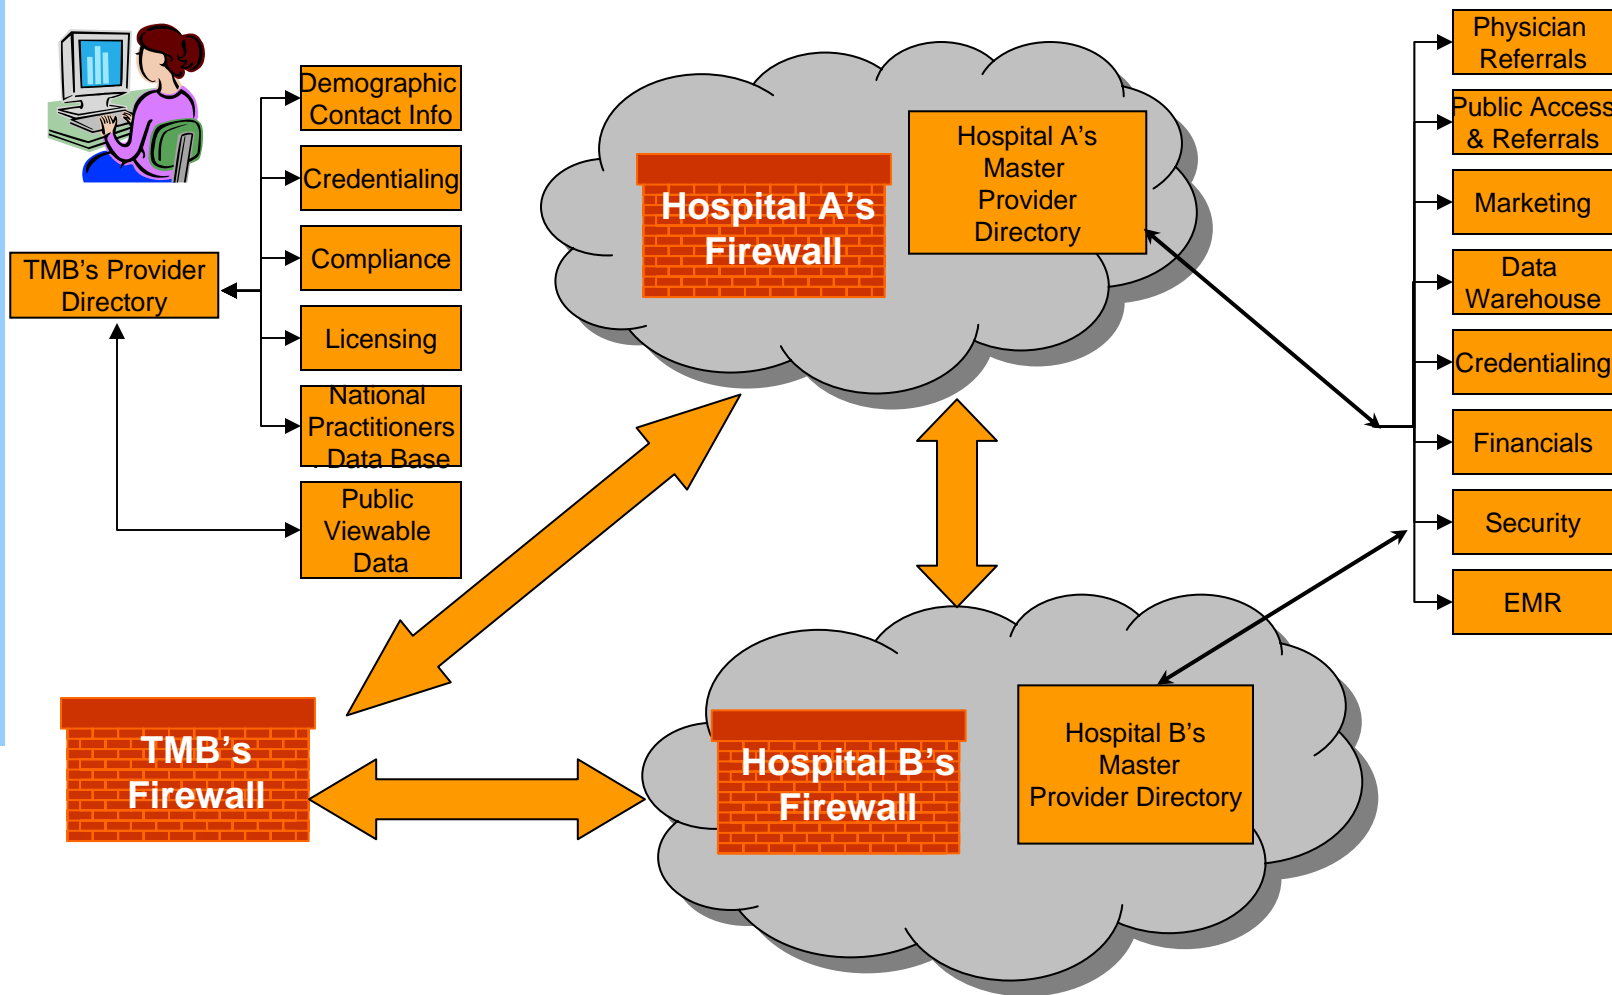 Demographic
Contact Info
Credentialing
Compliance
TMB's Provider
Directory
Licensing
National
Practitioners
. Data Base
Public
Viewable
Data
Hospital A's
Firewall
Hospital A's
Master
Provider
Directory
Physician
Referrals
Public Access
& Referrals
Marketing
Data
Warehouse
Credentialing
Financials
Security
EMR
TMB's
Firewall
Hospital B's
Firewall
Hospital B's
Master
Provider Directory